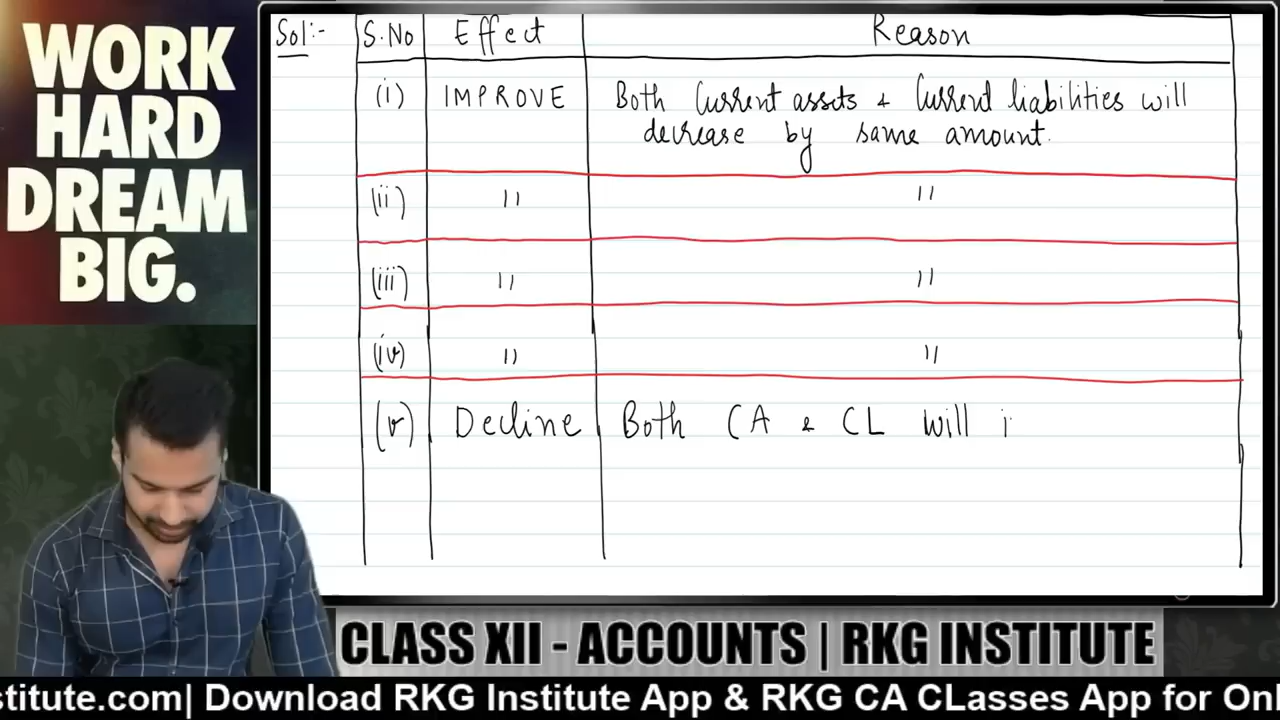 WORK
HARD
DREAM
BIG.
Sol:- S.No Effect Reason
(i) IMPROVE Both Current assets & Current liabilities will
decrease by same amount.
(ii) " "
(iii) " "
(iv) " "
(v) Decline Both CA & CL will i
CLASS XII - ACCOUNTS | RKG INSTITUTE
stitute.com| Download RKG Institute App & RKG CA CLasses App for Onl